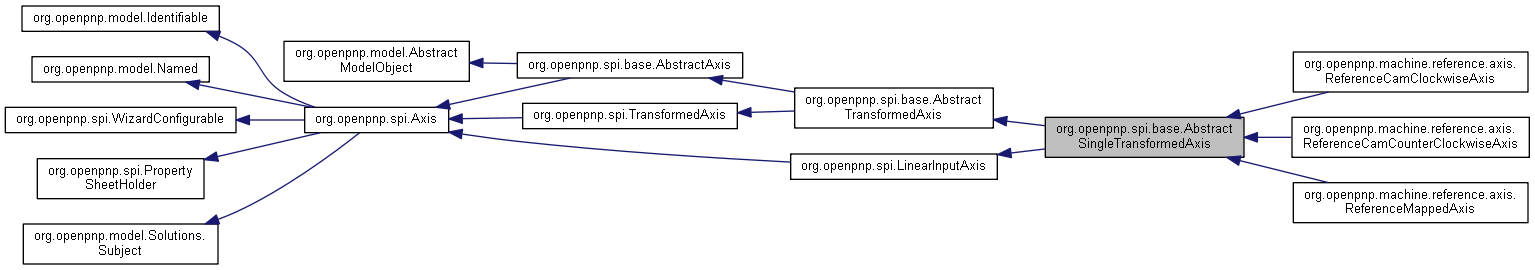 org.openpnp.model.Identifiable
org.openpnp.model.Named
org.openpnp.spi.WizardConfigurable
org.openpnp.spi.Property
SheetHolder
org.openpnp.model.Solutions.
Subject
org.openpnp.model.Abstract
ModelObject
org.openpnp.spi.Axis
org.openpnp.spi.base.AbstractAxis
org.openpnp.spi.TransformedAxis
org.openpnp.spi.LinearInputAxis
org.openpnp.spi.base.Abstract
TransformedAxis
org.openpnp.spi.base.Abstract
SingleTransformedAxis
org.openpnp.machine.reference.axis.
ReferenceCamClockwiseAxis
org.openpnp.machine.reference.axis.
ReferenceCamCounterClockwiseAxis
org.openpnp.machine.reference.axis.
ReferenceMappedAxis